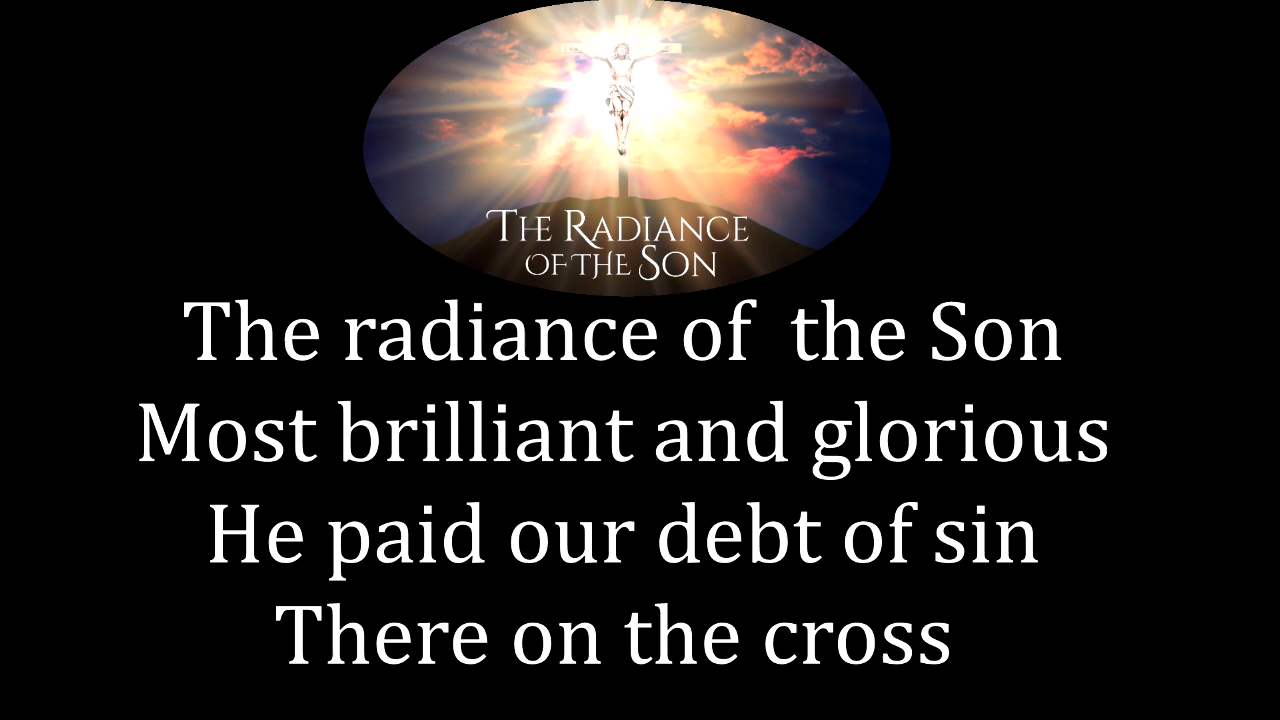 The Radiance
of the Son
The radiance of  the Son
Most brilliant and glorious
He paid our debt of sin
There on the cross